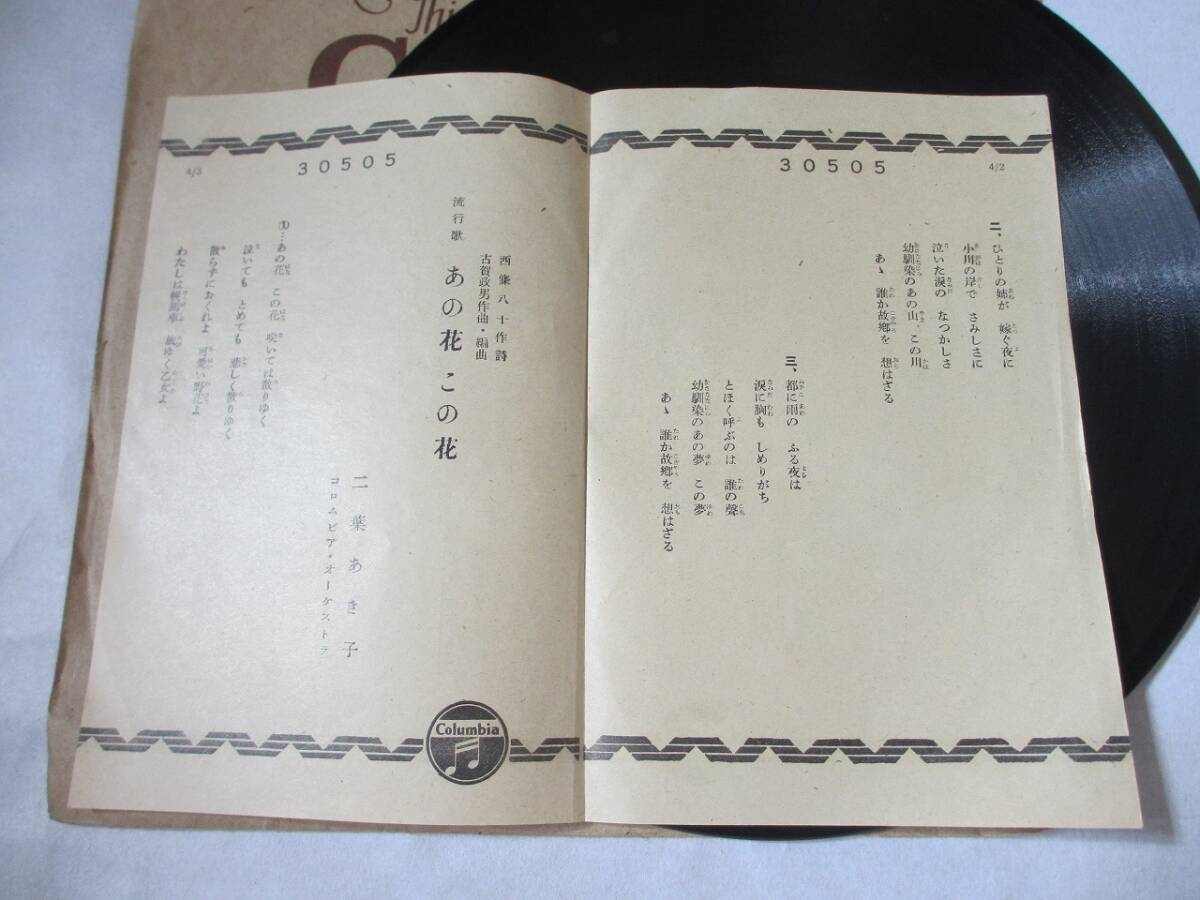 Thi
30505
4/2
二、ひとりの姉が 嫁ぐ夜に
小川の岸で さみしさに
泣いた涙の なつかしさ
幼馴染のあの山 この川
あゝ 誰か故郷を 想はざる
三、都に雨の ふる夜は
涙に胸も しめりがち
とほく呼ぶのは 誰の聲
幼馴染のあの夢 この夢
あゝ 誰か故郷を 想はざる
30505
4/3
西條八十作詩
古賀政男作曲・編曲
流行歌
あの花この花
二葉あき子
コロムビア・オーケストラ
①…あの花 この花 咲いては散りゆく
泣いても とめても 悲しく散りゆく
散らずにおくれよ 可愛い野花よ
わたしは幌馬車 旅ゆく乙女よ
Columbia